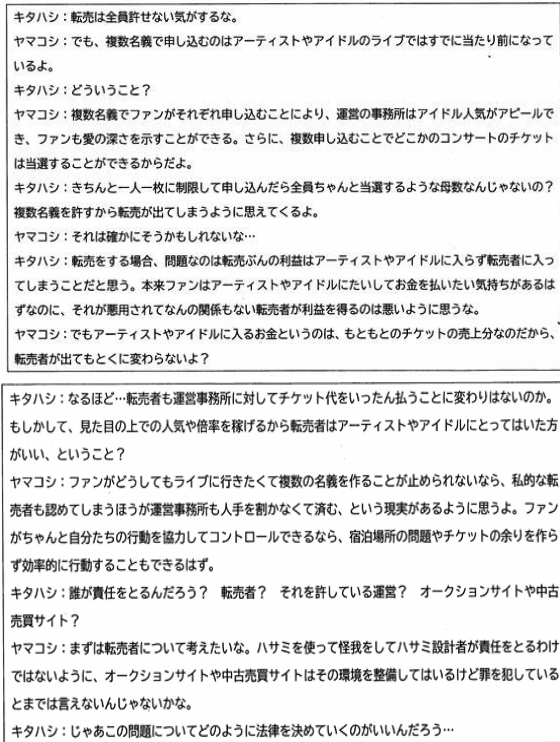 キタハシ：転売は全員許せない気がするな。
ヤマコシ：でも、複数名義で申し込むのはアーティストやアイドルのライブではすでに当たり前になって
いるよ。
キタハシ：どういうこと？
ヤマコシ：複数名義でファンがそれぞれ申し込むことにより、運営の事務所はアイドル人気がアピールで
き、ファンも愛の深さを示すことができる。さらに、複数申し込むことでどこかのコンサートのチケット
は当選することができるからだよ。
キタハシ：きちんと一人一枚に制限して申し込んだら全員ちゃんと当選するような母数なんじゃないの？
複数名義を許すから転売が出てしまうように思えてくるよ。
ヤマコシ：それは確かにそうかもしれないな…
キタハシ：転売をする場合、問題なのは転売ぶんの利益はアーティストやアイドルに入らず転売者に入っ
てしまうことだと思う。本来ファンはアーティストやアイドルにたいしてお金を払いたい気持ちがあるは
ずなのに、それが悪用されてなんの関係もない転売者が利益を得るのは悪いように思うな。
ヤマコシ：でもアーティストやアイドルに入るお金というのは、もともとのチケットの売上分なのだから、
転売者が出てもとくに変わらないよ？
キタハシ：なるほど…転売者も運営事務所に対してチケット代をいったん払うことに変わりはないのか。
もしかして、見た目の上での人気や倍率を稼げるから転売者はアーティストやアイドルにとってはいた方
がいい、ということ？
ヤマコシ：ファンがどうしてもライブに行きたくて複数の名義を作ることが止められないなら、私的な転
売者も認めてしまうほうが運営事務所も人手を割かなくて済む、という現実があるように思うよ。ファン
がちゃんと自分たちの行動を協力してコントロールできるなら、宿泊場所の問題やチケットの余りを作ら
ず効率的に行動することもできるはず。
キタハシ：誰が責任をとるんだろう？　転売者？　それを許している運営？　オークションサイトや中古
売買サイト？
ヤマコシ：まずは転売者について考えたいな。ハサミを使って怪我をしてハサミ設計者が責任をとるわけ
ではないように、オークションサイトや中古売買サイトはその環境を整備してはいるけど罪を犯している
とまでは言えないんじゃないかな。
キタハシ：じゃあこの問題についてどのように法律を決めていくのがいいんだろう…